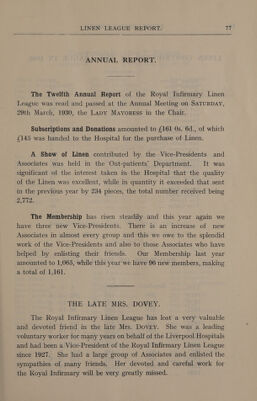 LINEN LEAGUE REPORT. 77
ANNUAL REPORT.
The Twelfth Annual Report of the Royal Infirmary Linen
League was read and passed at the Annual Meeting on SATURDAY,
29th March, 1930, the LADY MAYORESS in the Chair.
Subscriptions and Donations amounted to £161 0s. 6d., of which
£145 was handed to the Hospital for the purchase of Linen.
A Show of Linen contributed by the Vice-Presidents and
Associates was held in the Out-patients' Department. It was
significant of the interest taken in the Hospital that the quality
of the Linen was excellent, while in quantity it exceeded that sent
in the previous year by 234 pieces, the total number received being
2,772.
The Membership has risen steadily and this year again we
have three new Vice-Presidents. There is an increase of new
Associates in almost every group and this we owe to the splendid
work of the Vice-Presidents and also to those Associates who have
helped by enlisting their friends. Our Membership last year
amounted to 1,065, while this year we have 96 new members, making
a total of 1,161.
THE LATE MRS. DOVEY.
The Royal Infirmary Linen League has lost a very valuable
and devoted friend in the late Mrs. DOVEY. She was a leading
voluntary worker for many years on behalf of the Liverpool Hospitals
and had been a Vice-President of the Royal Infirmary Linen League
since 1927. She had a large group of Associates and enlisted the
sympathies of many friends. Her devoted and careful work for
the Royal Infirmary will be very greatly missed.